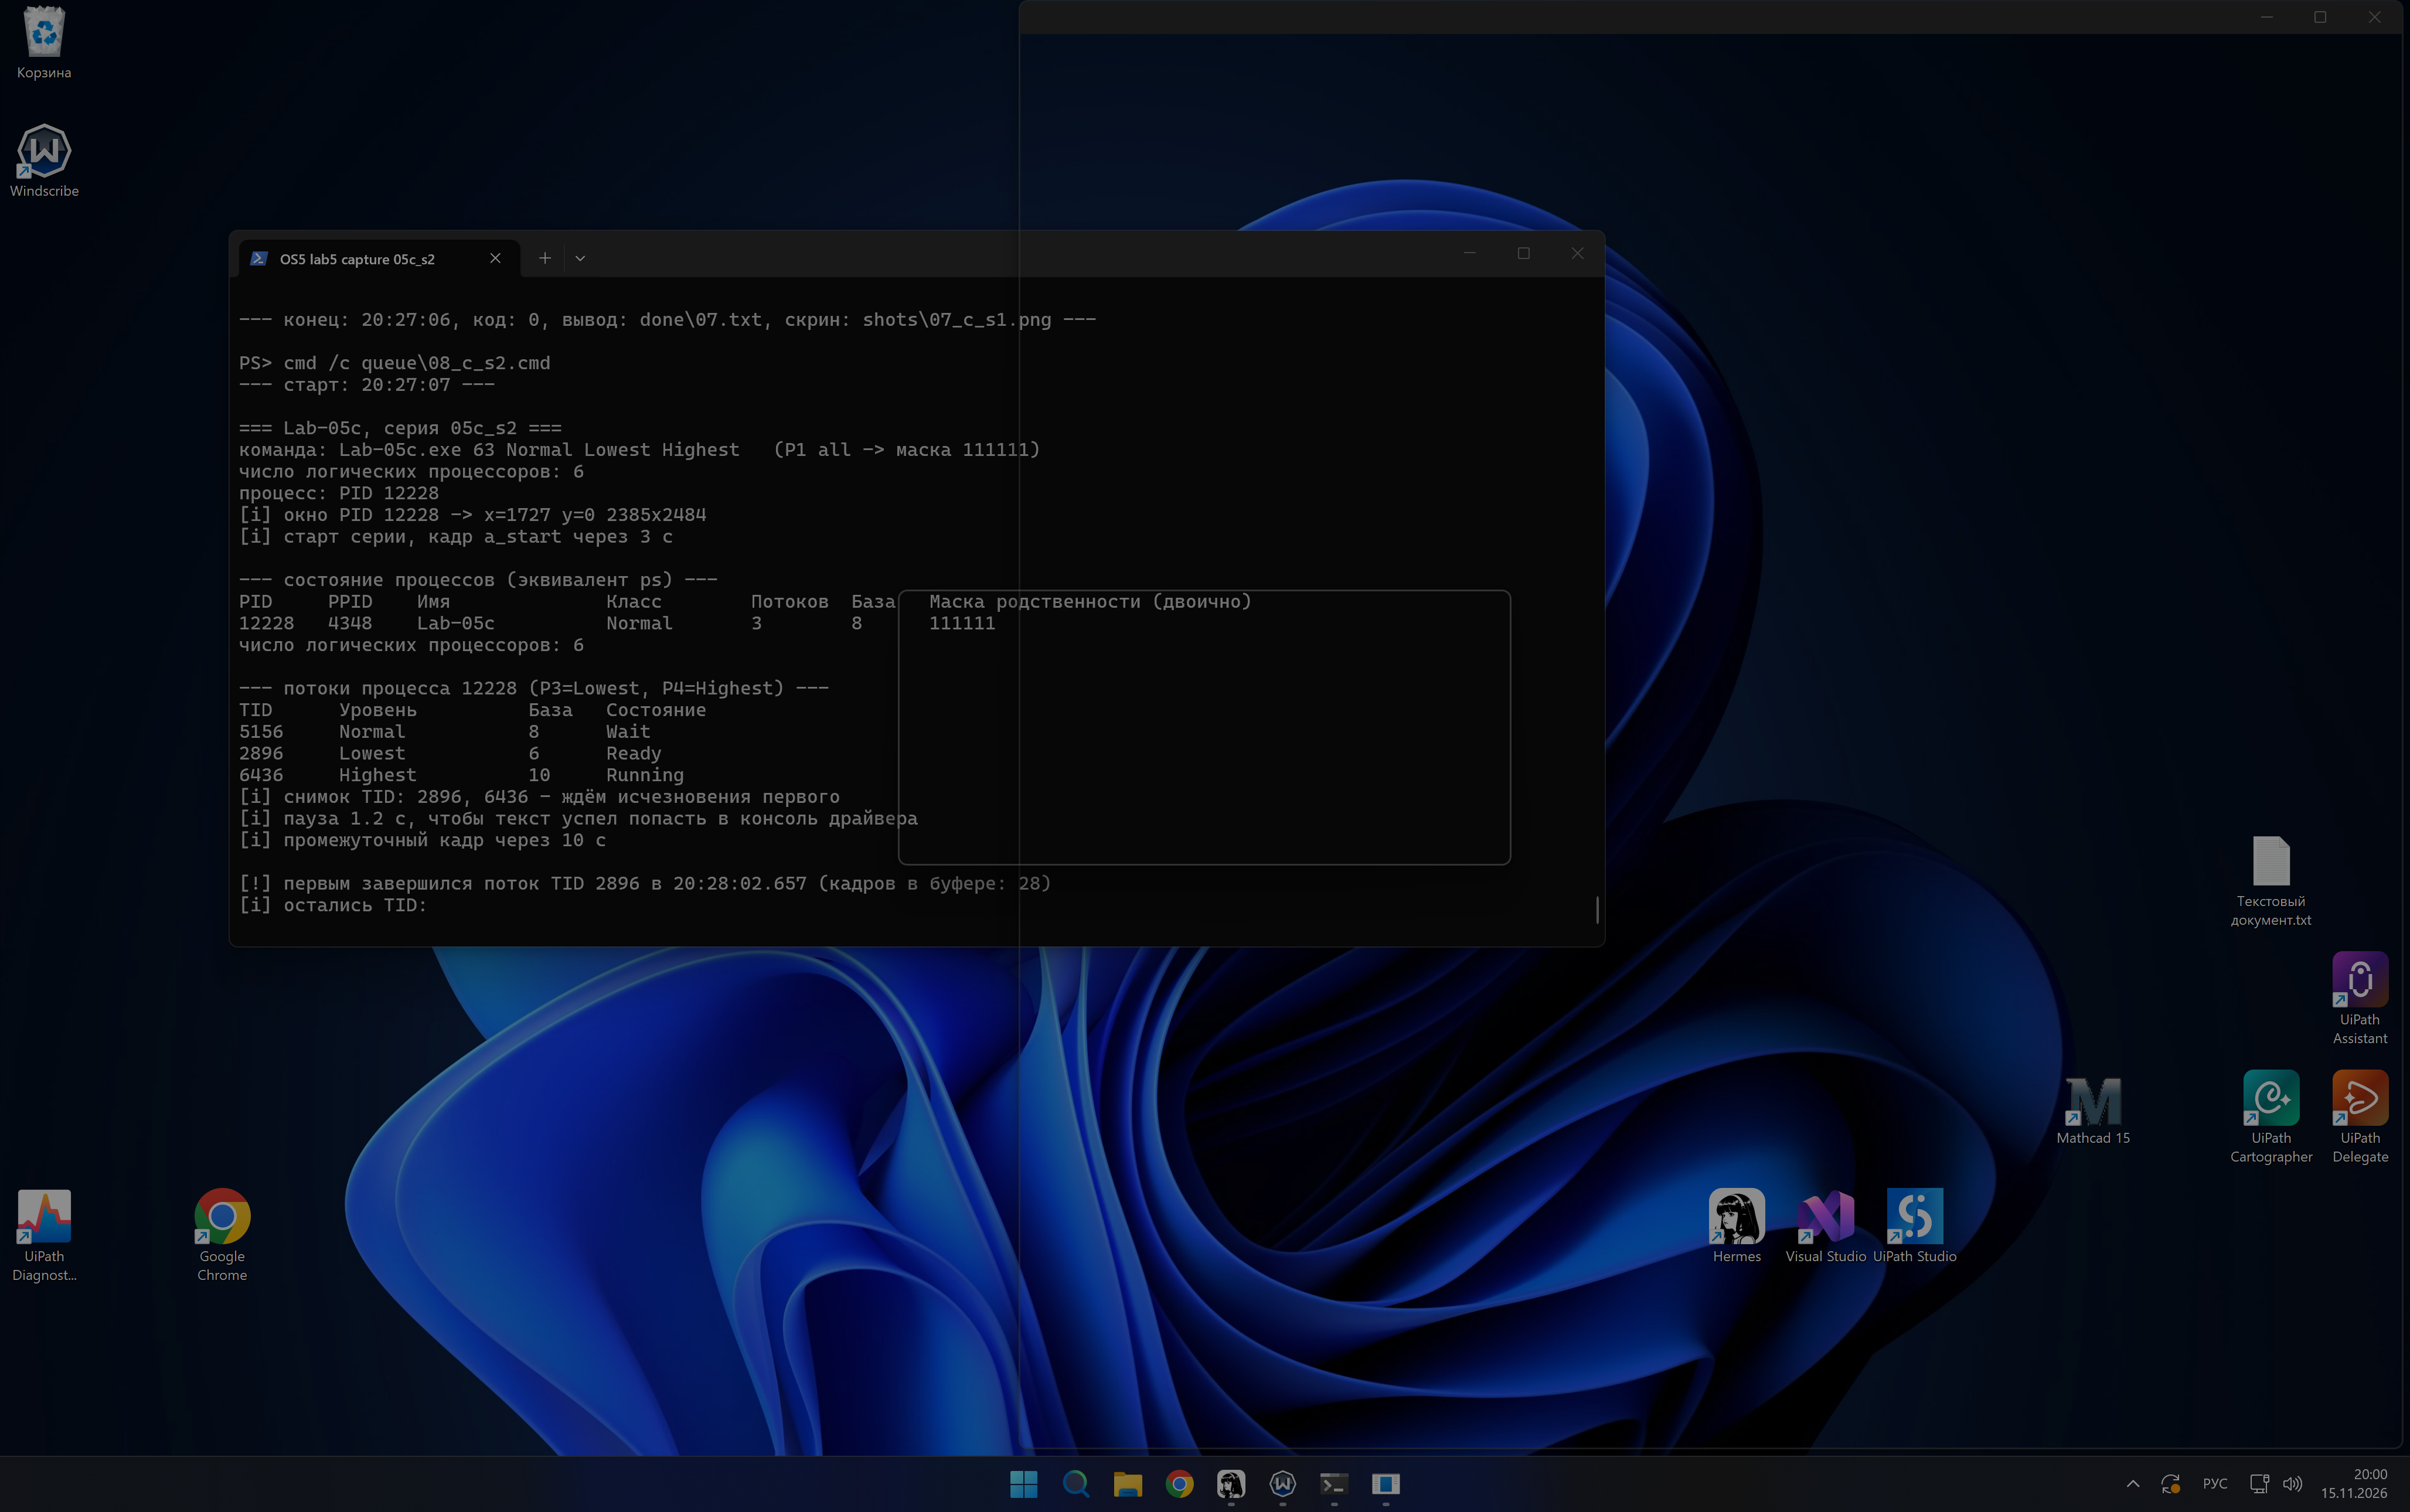 Корзина
Windscribe
OS5 lab5 capture 05c_s2
--- конец: 20:27:06, код: 0, вывод: done\07.txt, скрин: shots\07_c_s1.png ---
PS> cmd /c queue\08_c_s2.cmd
--- старт: 20:27:07 ---
=== Lab-05c, серия 05c_s2 ===
команда: Lab-05c.exe 63 Normal Lowest Highest   (P1 all -> маска 111111)
число логических процессоров: 6
процесс: PID 12228
[i] окно PID 12228 -> x=1727 y=0 2385x2484
[i] старт серии, кадр a_start через 3 с
--- состояние процессов (эквивалент ps) ---
PID     PPID    Имя              Класс        Потоков  База   Маска родственности (двоично)
12228   4348    Lab-05c          Normal       3        8      111111
число логических процессоров: 6
--- потоки процесса 12228 (P3=Lowest, P4=Highest) ---
TID      Уровень          База   Состояние
5156     Normal           8      Wait
2896     Lowest           6      Ready
6436     Highest          10     Running
[i] снимок TID: 2896, 6436 - ждём исчезновения первого
[i] пауза 1.2 с, чтобы текст успел попасть в консоль драйвера
[i] промежуточный кадр через 10 с
[!] первым завершился поток TID 2896 в 20:28:02.657 (кадров в буфере: 28)
[i] остались TID:
Текстовый
документ.txt
UiPath
Assistant
Mathcad 15
UiPath
Cartographer
UiPath
Delegate
UiPath
Diagnost...
Google
Chrome
Hermes
Visual Studio
UiPath Studio
РУС
20:00
15.11.2026